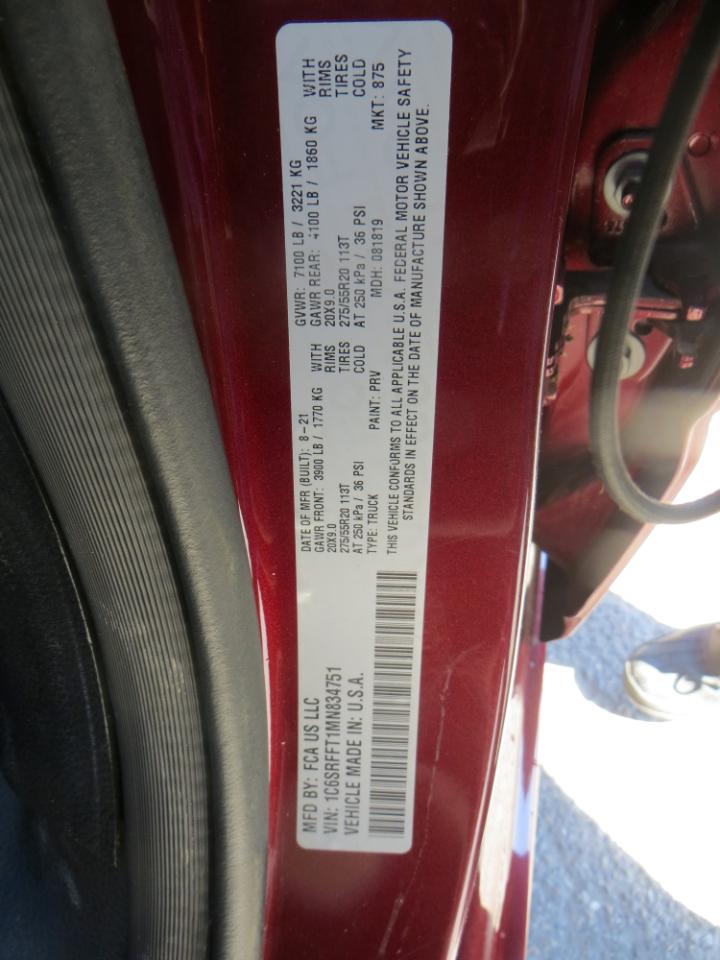 MFD BY: FCA US LLC
VIN: 1C6SRFFT1MN834751
VEHICLE MADE IN: U.S.A.
DATE OF MFR (BUILT): 8-21
GAWR FRONT: 3900 LB / 1770 KG WITH
20X9.0 RIMS
275/55R20 113T TIRES
AT 250 kPa / 36 PSI COLD
TYPE: TRUCK PAINT: PRV
GVWR: 7100 LB / 3221 KG
GAWR REAR: 4100 LB / 1860 KG WITH
20X9.0 RIMS
275/55R20 113T TIRES
AT 250 kPa / 36 PSI COLD
MDH: 081819 MKT: 875
THIS VEHICLE CONFORMS TO ALL APPLICABLE U.S.A. FEDERAL MOTOR VEHICLE SAFETY
STANDARDS IN EFFECT ON THE DATE OF MANUFACTURE SHOWN ABOVE.